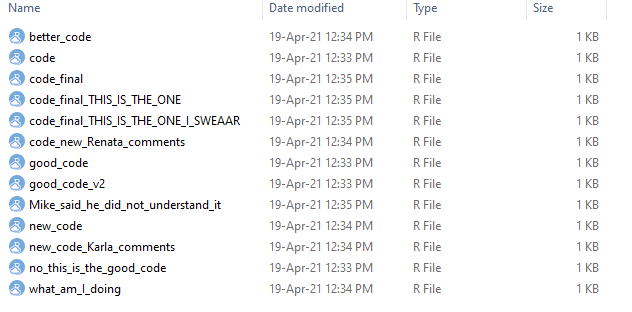 Name Date modified Type Size
better_code 19-Apr-21 12:34 PM R File 1 KB
code 19-Apr-21 12:33 PM R File 1 KB
code_final 19-Apr-21 12:35 PM R File 1 KB
code_final_THIS_IS_THE_ONE 19-Apr-21 12:35 PM R File 1 KB
code_final_THIS_IS_THE_ONE_I_SWEAAR 19-Apr-21 12:35 PM R File 1 KB
code_new_Renata_comments 19-Apr-21 12:34 PM R File 1 KB
good_code 19-Apr-21 12:33 PM R File 1 KB
good_code_v2 19-Apr-21 12:33 PM R File 1 KB
Mike_said_he_did_not_understand_it 19-Apr-21 12:35 PM R File 1 KB
new_code 19-Apr-21 12:34 PM R File 1 KB
new_code_Karla_comments 19-Apr-21 12:34 PM R File 1 KB
no_this_is_the_good_code 19-Apr-21 12:33 PM R File 1 KB
what_am_I_doing 19-Apr-21 12:34 PM R File 1 KB